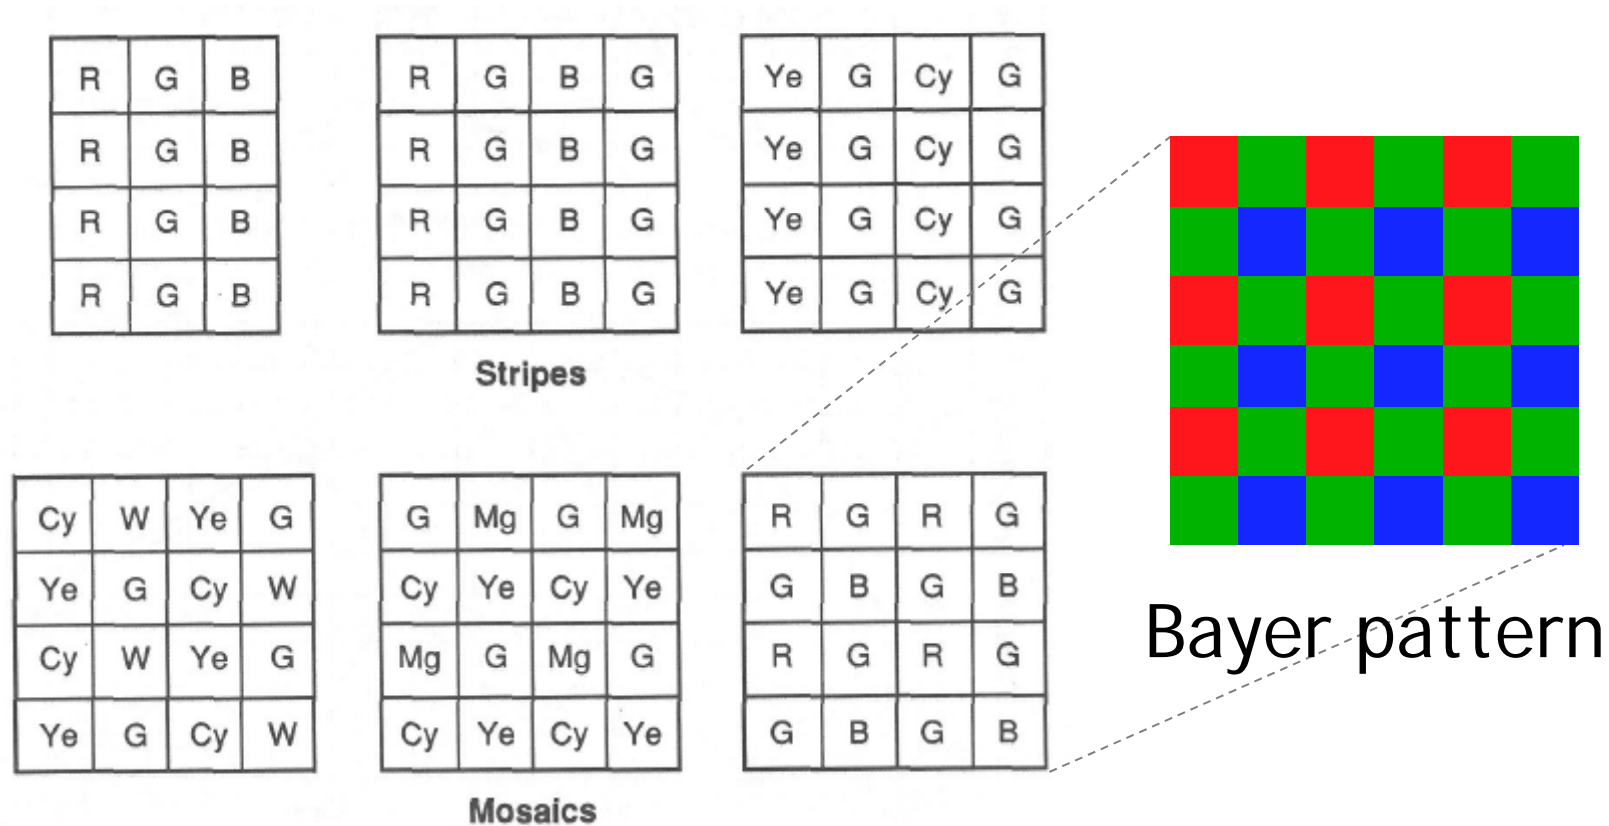 R G B
R G B
R G B
R G B
R G B G
R G B G
R G B G
R G B G
Ye G Cy G
Ye G Cy G
Ye G Cy G
Ye G Cy G
Stripes
Cy W Ye G
Ye G Cy W
Cy W Ye G
Ye G Cy W
G Mg G Mg
Cy Ye Cy Ye
Mg G Mg G
Cy Ye Cy Ye
R G R G
G B G B
R G R G
G B G B
Mosaics
Bayer pattern